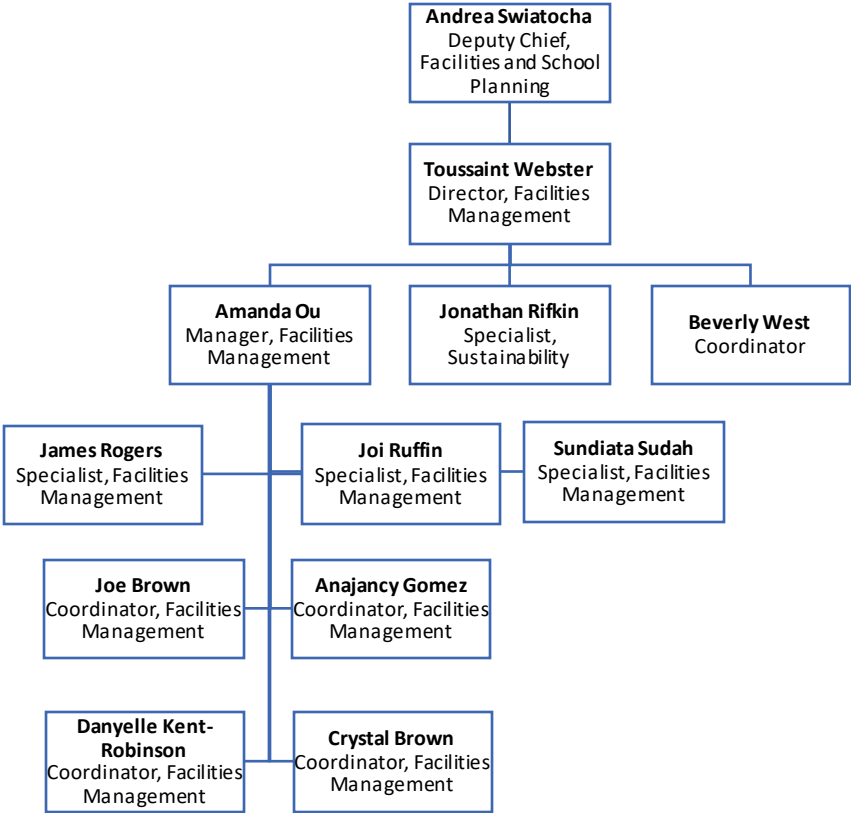 Andrea Swiatocha
Deputy Chief,
Facilities and School
Planning
Toussaint Webster
Director, Facilities
Management
Amanda Ou
Manager, Facilities
Management
Jonathan Rifkin
Specialist,
Sustainability
Beverly West
Coordinator
James Rogers
Specialist, Facilities
Management
Joi Ruffin
Specialist, Facilities
Management
Sundiata Sudah
Specialist, Facilities
Management
Joe Brown
Coordinator, Facilities
Management
Anajancy Gomez
Coordinator, Facilities
Management
Danyelle Kent-
Robinson
Coordinator, Facilities
Management
Crystal Brown
Coordinator, Facilities
Management